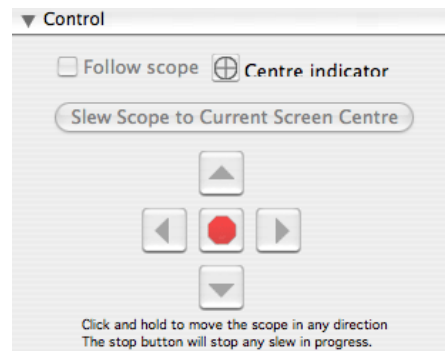 Control
Follow scope Centre indicator
Slew Scope to Current Screen Centre
Click and hold to move the scope in any direction
The stop button will stop any slew in progress.